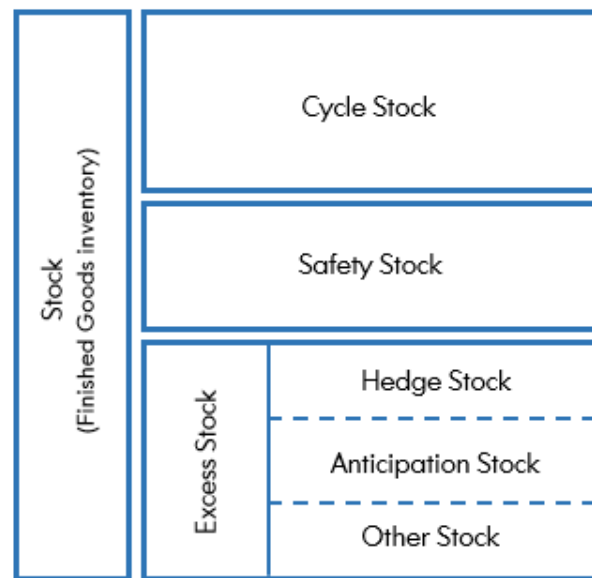 Stock
(Finished Goods inventory)
Cycle Stock
Safety Stock
Excess Stock
Hedge Stock
Anticipation Stock
Other Stock